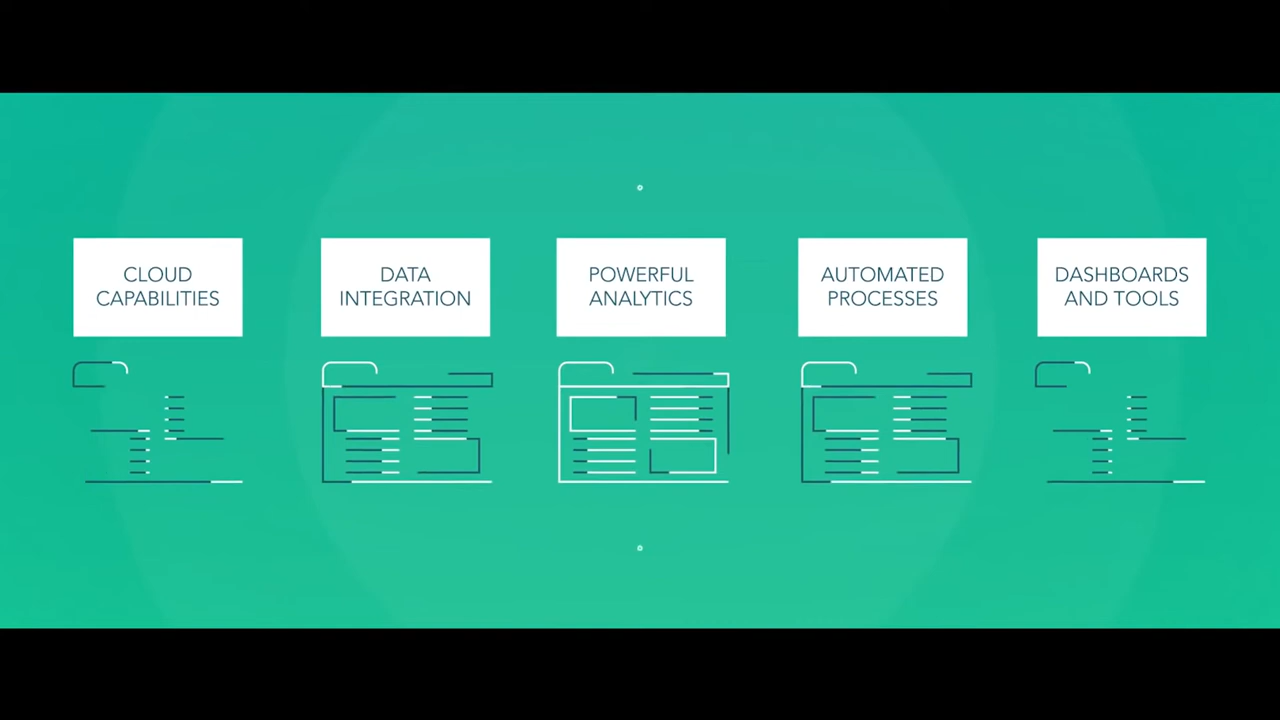 CLOUD
CAPABILITIES
DATA
INTEGRATION
POWERFUL
ANALYTICS
AUTOMATED
PROCESSES
DASHBOARDS
AND TOOLS